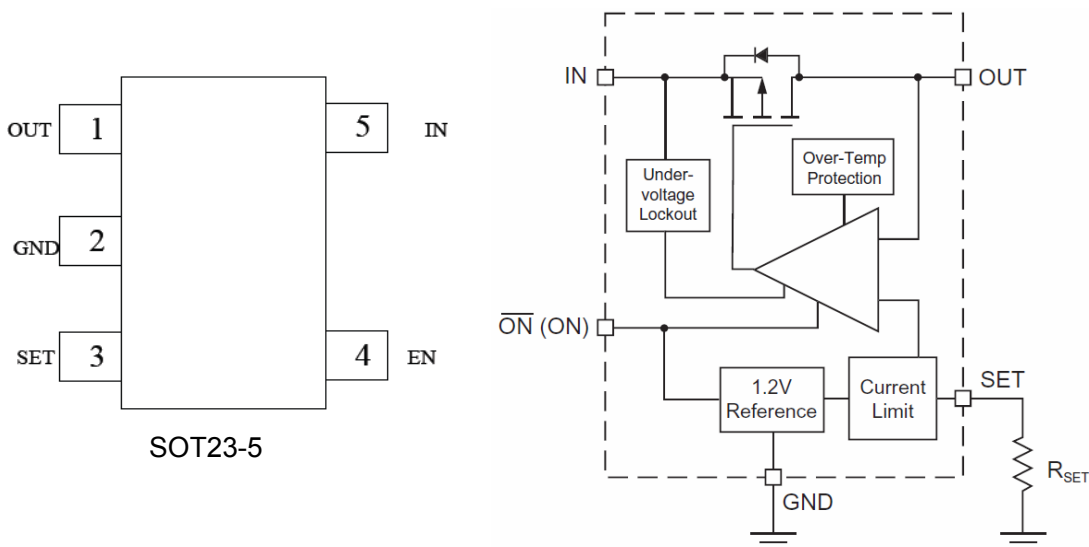 OUT
1
5
IN
GND
2
SET
3
4
EN
SOT23-5
IN
OUT
Under-
voltage
Lockout
Over-Temp
Protection
O̅N̅ (ON)
1.2V
Reference
Current
Limit
SET
RSET
GND